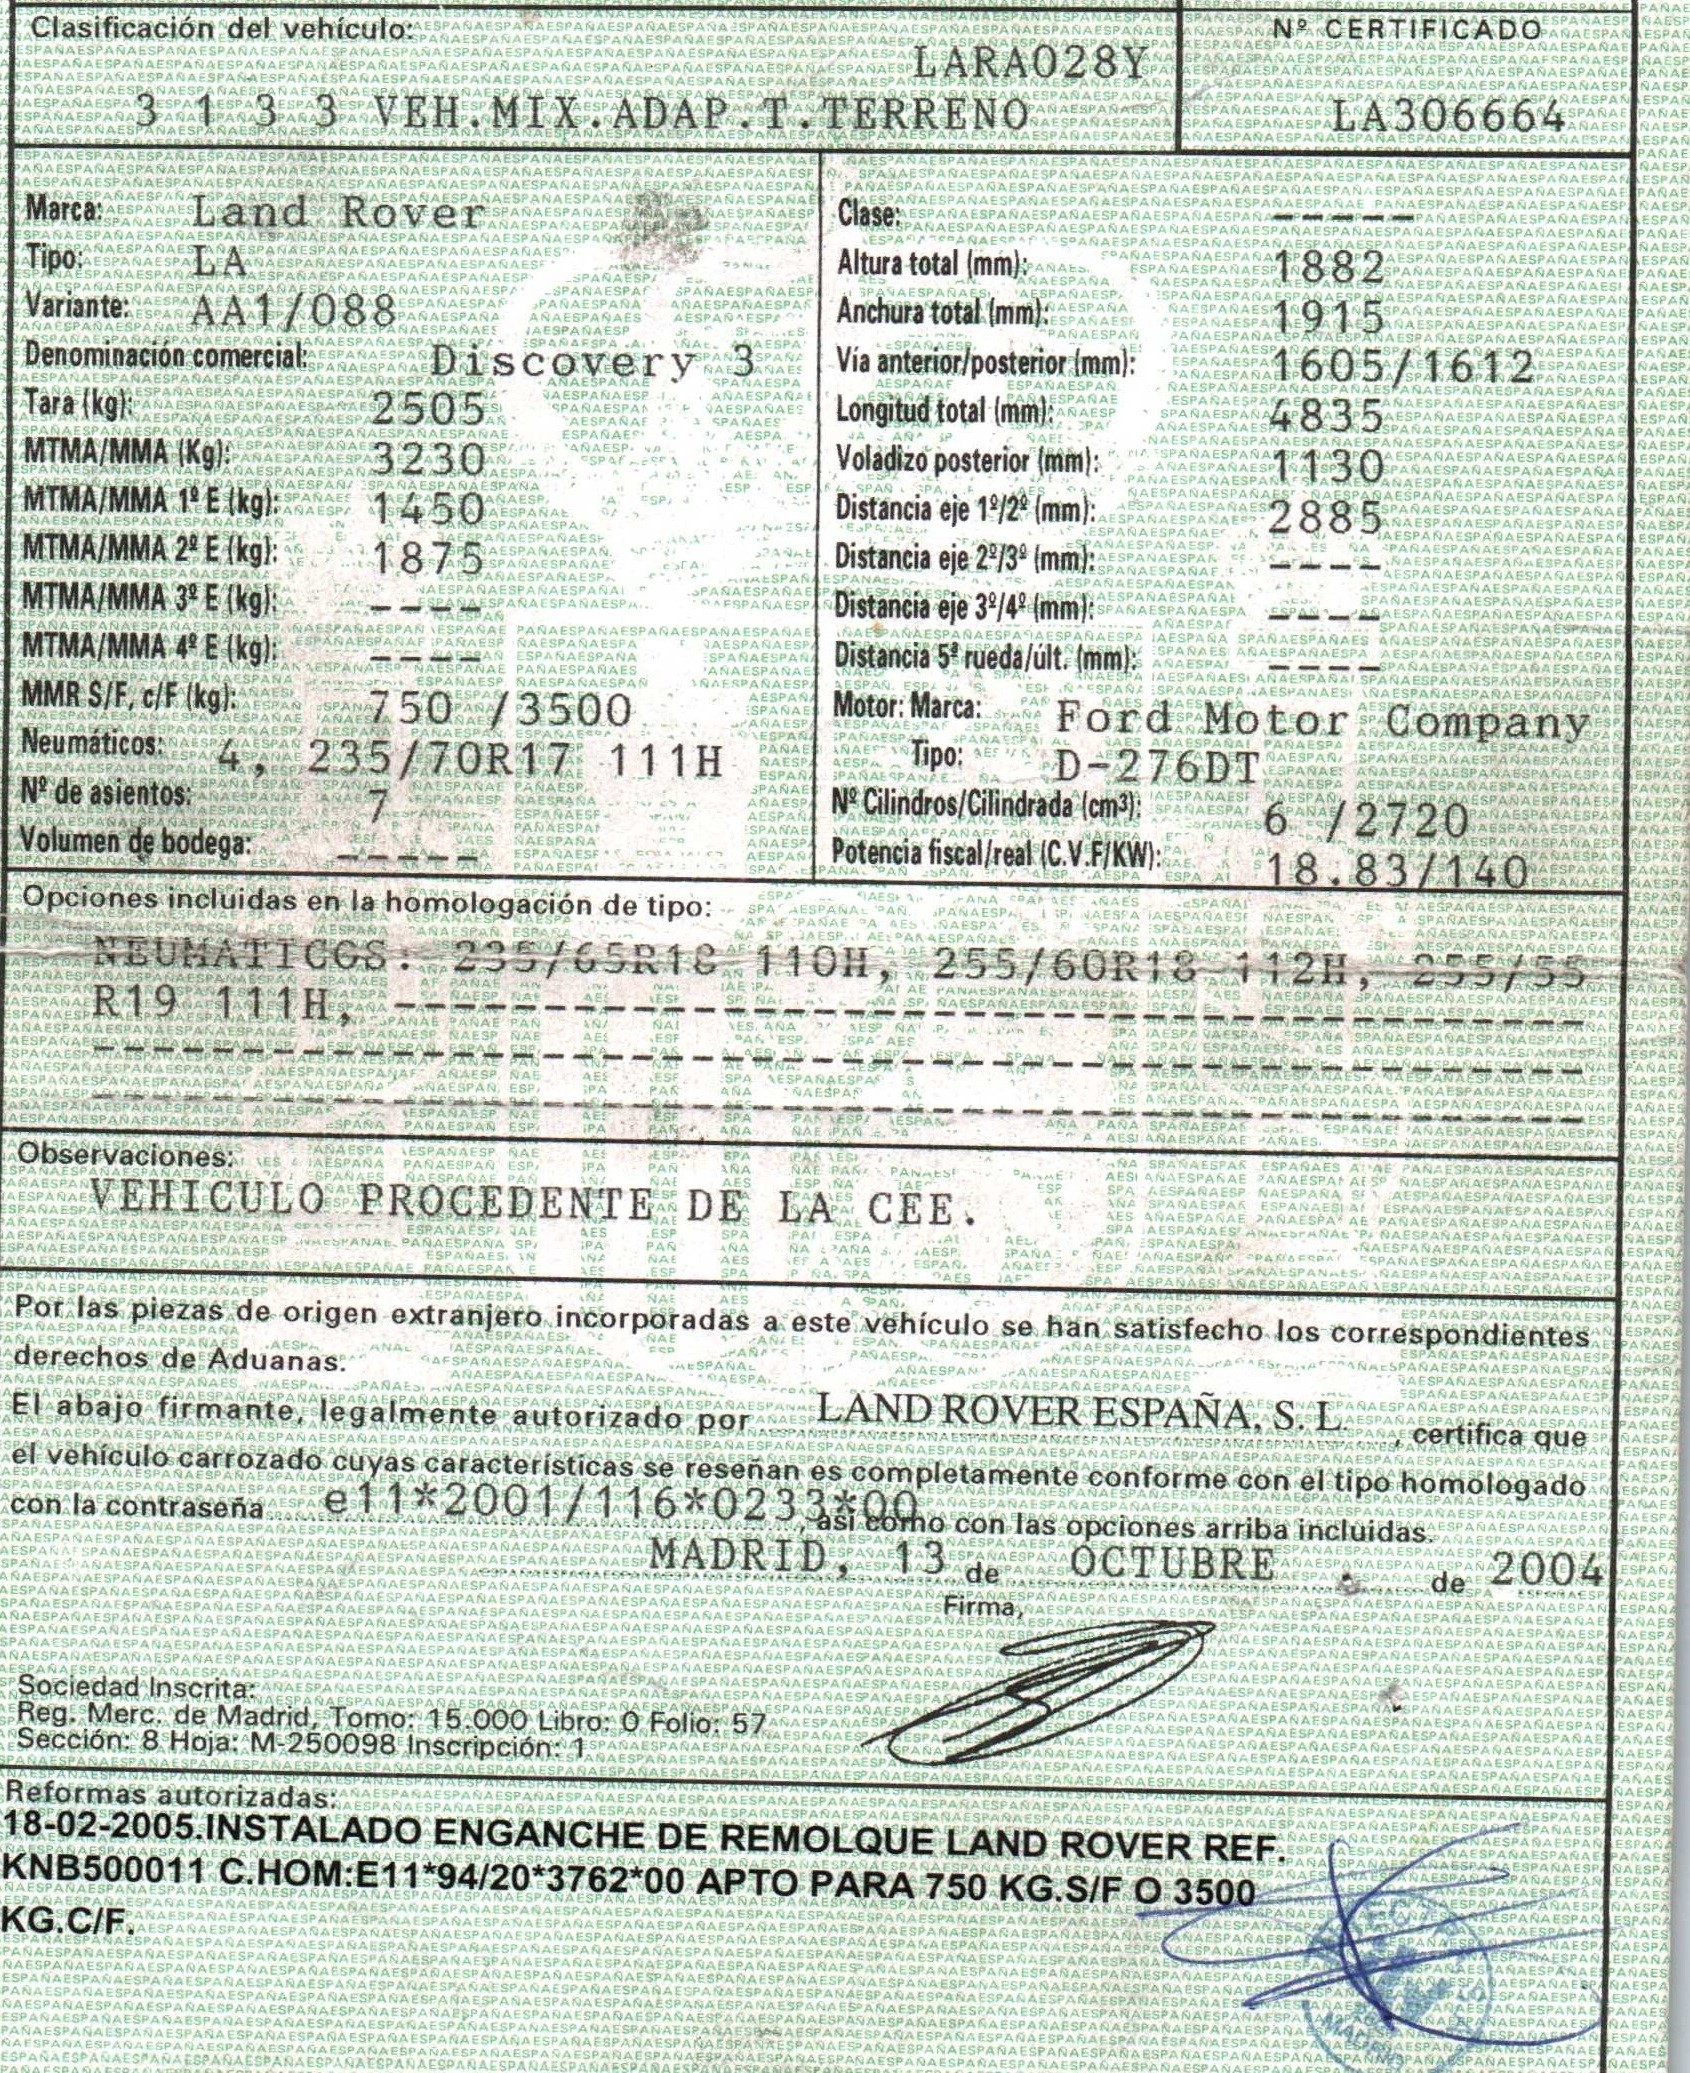 Clasificación del vehículo:
LARA028Y
3 1 3 3 VEH.MIX.ADAP.T.TERRENO
Nº CERTIFICADO
LA306664
Marca: Land Rover
Tipo: LA
Variante: AA1/088
Denominación comercial: Discovery 3
Tara (kg): 2505
MTMA/MMA (Kg): 3230
MTMA/MMA 1º E (kg): 1450
MTMA/MMA 2º E (kg): 1875
MTMA/MMA 3º E (kg): ----
MTMA/MMA 4º E (kg): ----
MMR S/F, c/F (kg): 750 /3500
Neumáticos: 4, 235/70R17 111H
Nº de asientos: 7
Volumen de bodega: -----
Clase: -----
Altura total (mm): 1882
Anchura total (mm): 1915
Vía anterior/posterior (mm): 1605/1612
Longitud total (mm): 4835
Voladizo posterior (mm): 1130
Distancia eje 1º/2º (mm): 2885
Distancia eje 2º/3º (mm): ----
Distancia eje 3º/4º (mm): ----
Distancia 5ª rueda/últ. (mm): ----
Motor: Marca: Ford Motor Company
Tipo: D-276DT
Nº Cilindros/Cilindrada (cm³): 6 /2720
Potencia fiscal/real (C.V.F/KW): 18.83/140
Opciones incluidas en la homologación de tipo:
NEUMATICOS: 235/65R18 110H, 255/60R18 112H, 255/55
R19 111H,
Observaciones:
VEHICULO PROCEDENTE DE LA CEE.
Por las piezas de origen extranjero incorporadas a este vehículo se han satisfecho los correspondientes
derechos de Aduanas.
El abajo firmante, legalmente autorizado por LAND ROVER ESPAÑA, S. L. , certifica que
el vehículo carrozado cuyas características se reseñan es completamente conforme con el tipo homologado
con la contraseña e11*2001/116*0233*00, así como con las opciones arriba incluidas.
MADRID, 13 de OCTUBRE de 2004
Firma,
Sociedad Inscrita:
Reg. Merc. de Madrid, Tomo: 15.000 Libro: 0 Folio: 57
Sección: 8 Hoja: M-250098 Inscripción: 1
Reformas autorizadas:
18-02-2005.INSTALADO ENGANCHE DE REMOLQUE LAND ROVER REF.
KNB500011 C.HOM:E11*94/20*3762*00 APTO PARA 750 KG.S/F O 3500
KG.C/F.